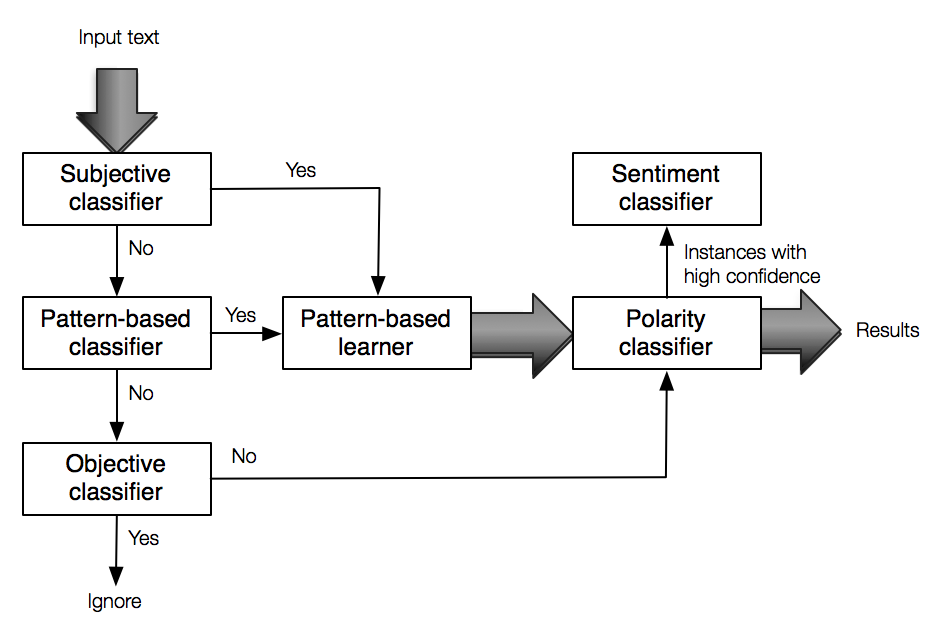 Input text
Subjective
classifier
Yes
Sentiment
classifier
No
Instances with
high confidence
Pattern-based
classifier
Yes
Pattern-based
learner
Polarity
classifier
Results
No
Objective
classifier
No
Yes
Ignore